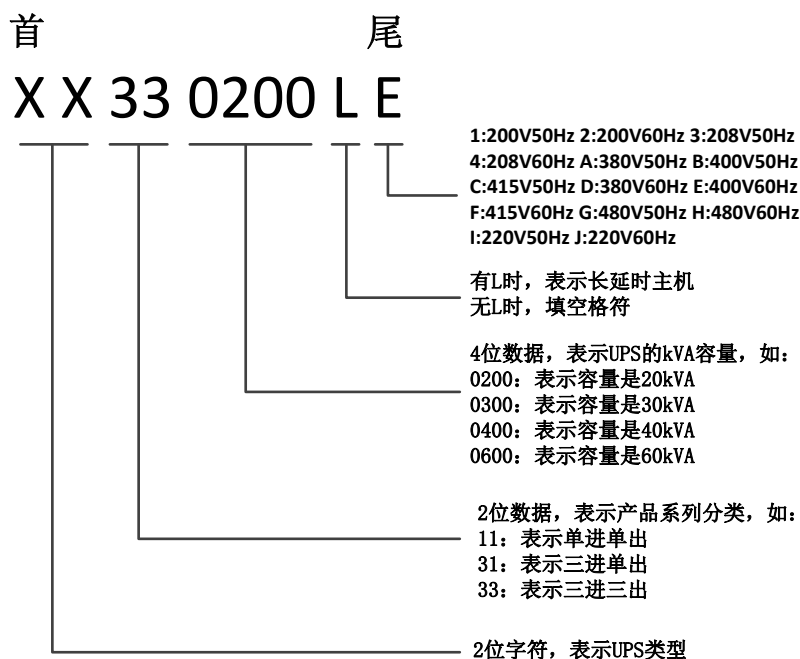 首 尾
X X 33 0200 L E
1:200V50Hz 2:200V60Hz 3:208V50Hz
4:208V60Hz A:380V50Hz B:400V50Hz
C:415V50Hz D:380V60Hz E:400V60Hz
F:415V60Hz G:480V50Hz H:480V60Hz
I:220V50Hz J:220V60Hz
有L时，表示长延时主机
无L时，填空格符
4位数据，表示UPS的kVA容量，如：
0200：表示容量是20kVA
0300：表示容量是30kVA
0400：表示容量是40kVA
0600：表示容量是60kVA
2位数据，表示产品系列分类，如：
11：表示单进单出
31：表示三进单出
33：表示三进三出
2位字符，表示UPS类型